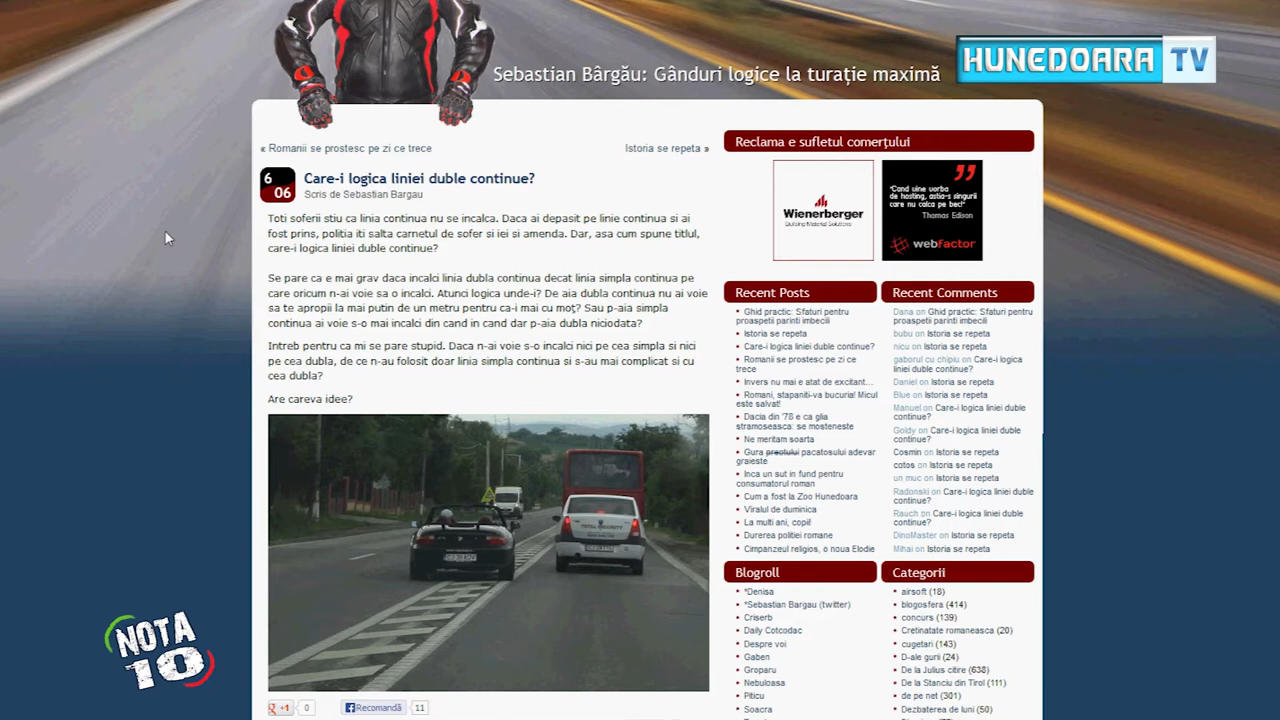 HUNEDOARA TV
Sebastian Bârgău: Gânduri logice la turație maximă
« Romanii se prostesc pe zi ce trece
Istoria se repeta »
6
06
Care-i logica liniei duble continue?
Scris de Sebastian Bargau
Toti soferii stiu ca linia continua nu se incalca. Daca ai depasit pe linie continua si ai
fost prins, politia iti salta carnetul de sofer si iei si amenda. Dar, asa cum spune titlul,
care-i logica liniei duble continue?
Se pare ca e mai grav daca incalci linia dubla continua decat linia simpla continua pe
care oricum n-ai voie sa o incalci. Atunci logica unde-i? De aia dubla continua nu ai voie
sa te apropii la mai putin de un metru pentru ca-i mai cu moț? Sau p-aia simpla
continua ai voie s-o mai incalci din cand in cand dar p-aia dubla niciodata?
Intreb pentru ca mi se pare stupid. Daca n-ai voie s-o incalci nici pe cea simpla si nici
pe cea dubla, de ce n-au folosit doar linia simpla continua si s-au mai complicat si cu
cea dubla?
Are careva idee?
TOTAL SECURITY
+1
0
Recomandă
11
Reclama e sufletul comerțului
Wienerberger
Building Material Solutions
"Cand vine vorba
de hosting, astia-s singurii
care nu calca pe bec!"
Thomas Edison
webfactor
Recent Posts
Ghid practic: Sfaturi pentru
proaspetii parinti imbecili
Istoria se repeta
Care-i logica liniei duble continue?
Romanii se prostesc pe zi ce
trece
Invers nu mai e atat de excitant…
Romani, stapaniti-va bucuria! Micul
este salvat!
Dacia din '78 e ca glia
stramoseasca: se mosteneste
Ne meritam soarta
Gura preotului pacatosului adevar
graieste
Inca un sut in fund pentru
consumatorul roman
Cum a fost la Zoo Hunedoara
Viralul de duminica
La multi ani, copii!
Durerea politiei romane
Cimpanzeul religios, o noua Elodie
Recent Comments
Dana on Ghid practic: Sfaturi pentru
proaspetii parinti imbecili
bubu on Istoria se repeta
nicu on Istoria se repeta
gaborul cu chipiu on Care-i logica
liniei duble continue?
Daniel on Istoria se repeta
Blue on Istoria se repeta
Manuel on Care-i logica liniei duble
continue?
Goldy on Care-i logica liniei duble
continue?
Cosmin on Istoria se repeta
cotos on Istoria se repeta
un muc on Istoria se repeta
Radonski on Care-i logica liniei duble
continue?
Rauch on Care-i logica liniei duble
continue?
DinoMaster on Istoria se repeta
Mihai on Istoria se repeta
Blogroll
*Denisa
*Sebastian Bargau (twitter)
Criserb
Daily Cotcodac
Despre voi
Gaben
Groparu
Nebuloasa
Piticu
Soacra
Categorii
airsoft (18)
blogosfera (414)
concurs (139)
Cretinatate romaneasca (20)
cugetari (143)
D-ale gurii (24)
De la Julius citire (638)
De la Stanciu din Tirol (111)
de pe net (301)
Dezbaterea de luni (50)
NOTA
10